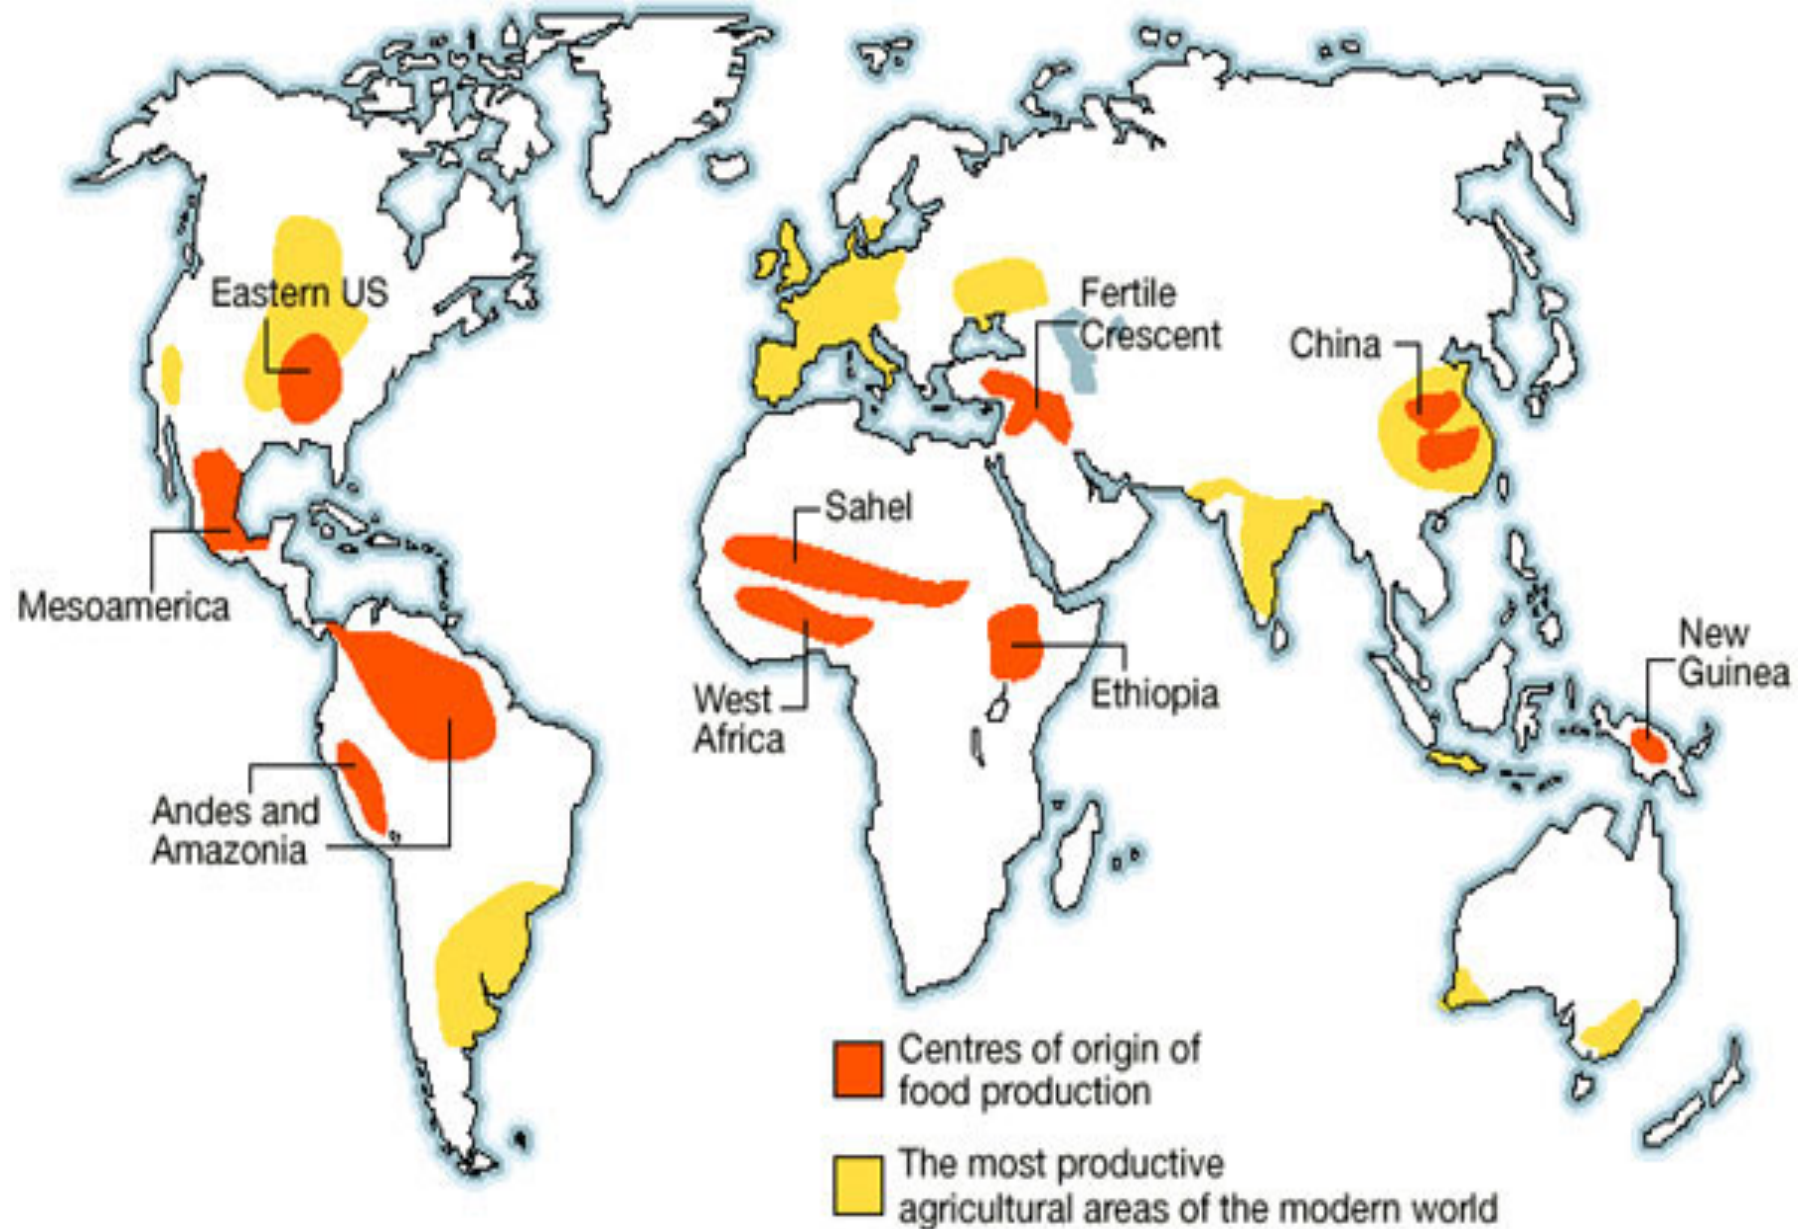 Eastern US
Fertile
Crescent
China
Sahel
Mesoamerica
New
Guinea
West
Africa
Ethiopia
Andes and
Amazonia
Centres of origin of
food production
The most productive
agricultural areas of the modern world